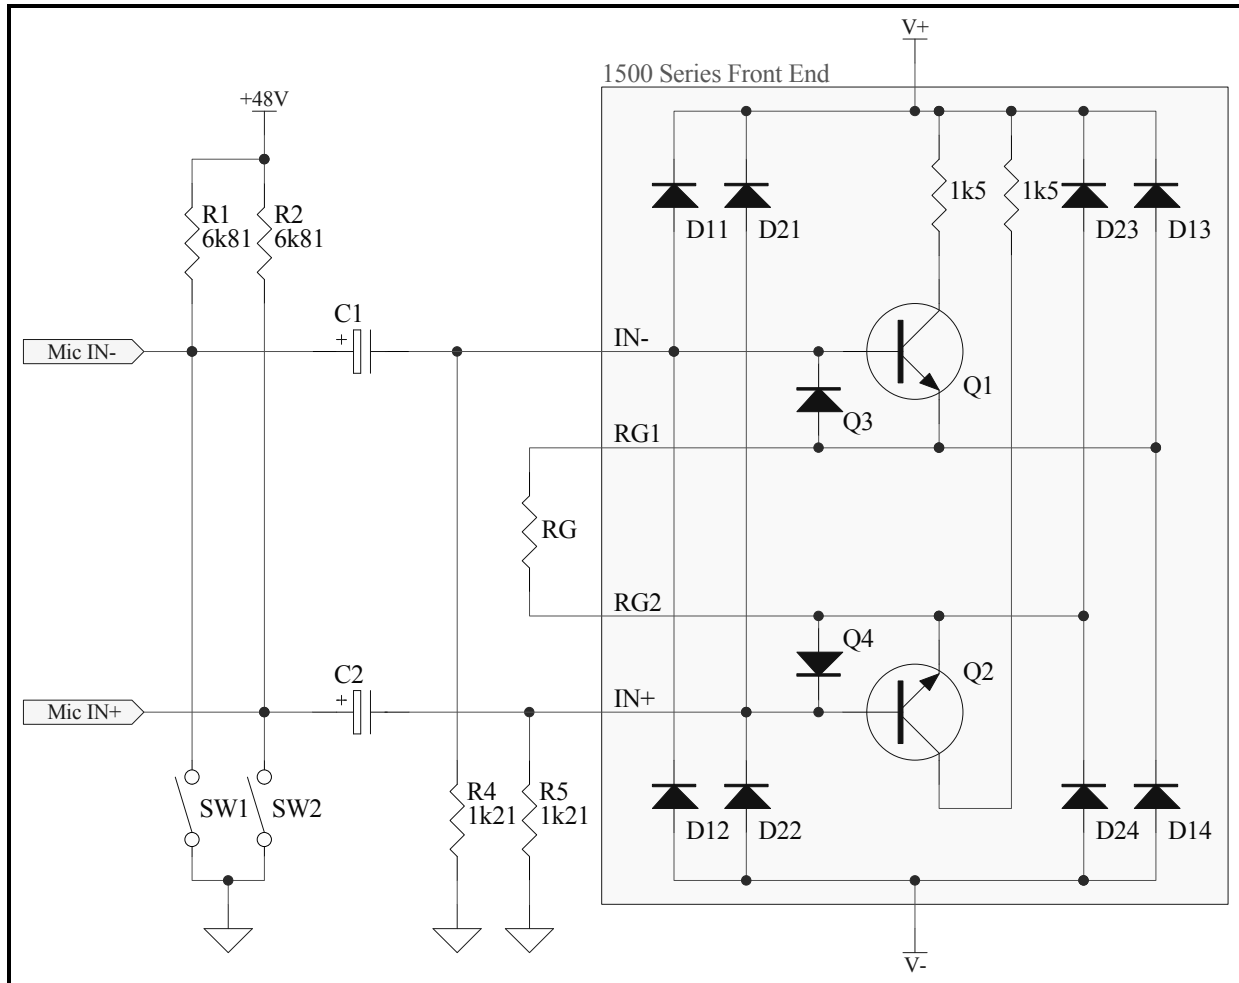 V+
1500 Series Front End
+48V
R1
6k81
R2
6k81
1k5
1k5
D11
D21
D23
D13
C1
+
IN-
Mic IN-
Q1
Q3
RG1
RG
RG2
Q4
Q2
C2
+
IN+
Mic IN+
SW1
SW2
R4
1k21
R5
1k21
D12
D22
D24
D14
V-